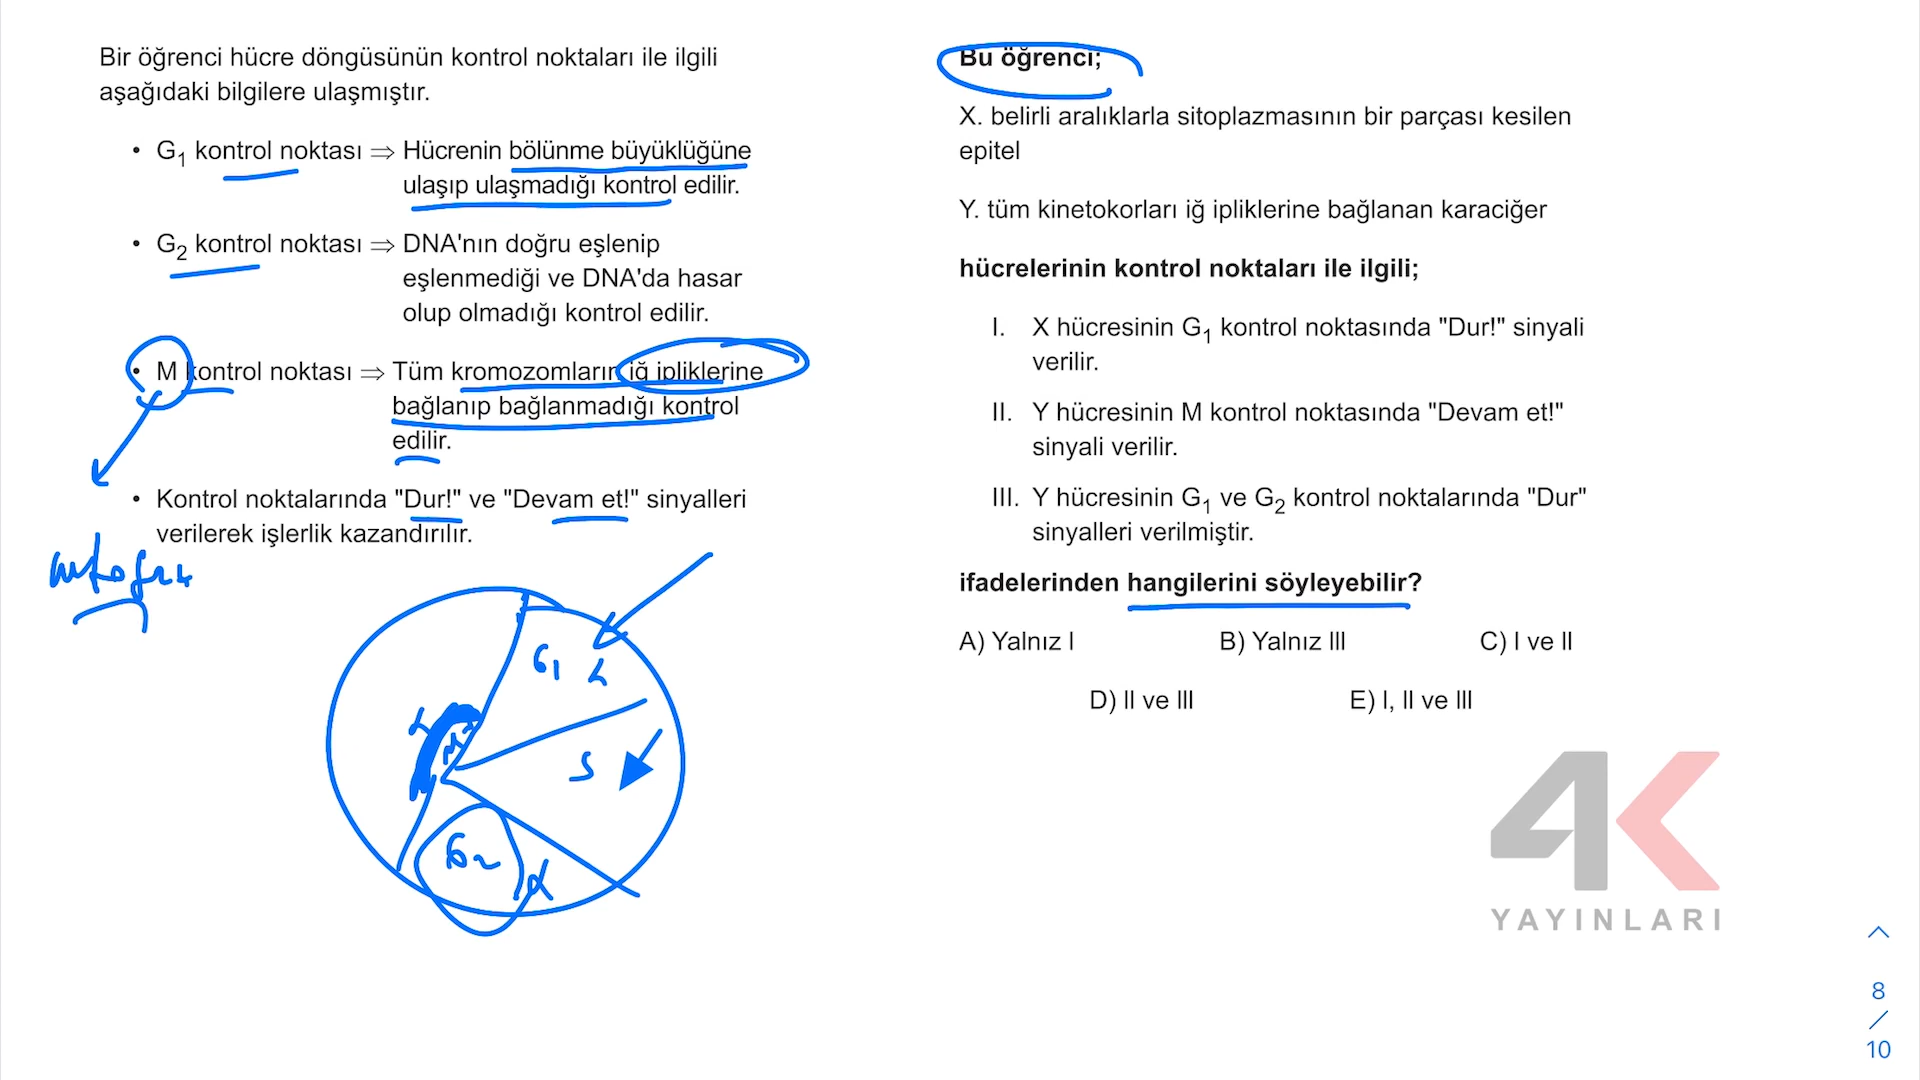 Bir öğrenci hücre döngüsünün kontrol noktaları ile ilgili
aşağıdaki bilgilere ulaşmıştır.
• G1 kontrol noktası ⇒ Hücrenin bölünme büyüklüğüne
ulaşıp ulaşmadığı kontrol edilir.
• G2 kontrol noktası ⇒ DNA'nın doğru eşlenip
eşlenmediği ve DNA'da hasar
olup olmadığı kontrol edilir.
• M kontrol noktası ⇒ Tüm kromozomların iğ ipliklerine
bağlanıp bağlanmadığı kontrol
edilir.
• Kontrol noktalarında "Dur!" ve "Devam et!" sinyalleri
verilerek işlerlik kazandırılır.
G1
S
G2
Bu öğrenci;
X. belirli aralıklarla sitoplazmasının bir parçası kesilen
epitel
Y. tüm kinetokorları iğ ipliklerine bağlanan karaciğer
hücrelerinin kontrol noktaları ile ilgili;
I. X hücresinin G1 kontrol noktasında "Dur!" sinyali
verilir.
II. Y hücresinin M kontrol noktasında "Devam et!"
sinyali verilir.
III. Y hücresinin G1 ve G2 kontrol noktalarında "Dur"
sinyalleri verilmiştir.
ifadelerinden hangilerini söyleyebilir?
A) Yalnız I B) Yalnız III C) I ve II
D) II ve III E) I, II ve III
4K
YAYINLARI
8
/
10